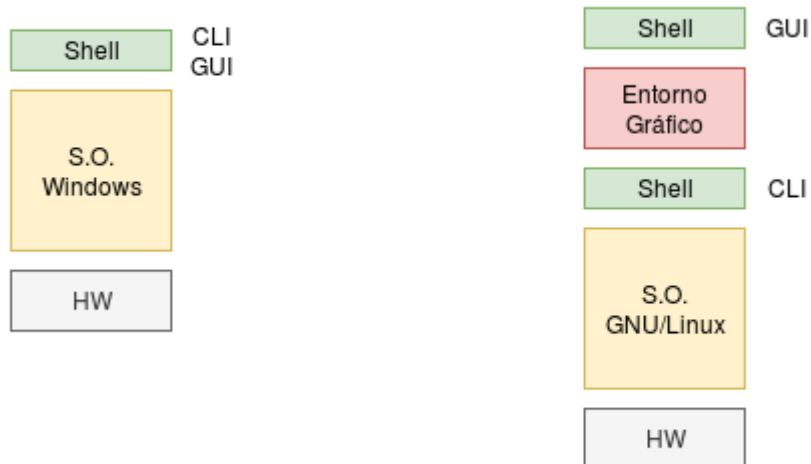 Shell
CLI
GUI
S.O.
Windows
HW
Shell
GUI
Entorno
Gráfico
Shell
CLI
S.O.
GNU/Linux
HW